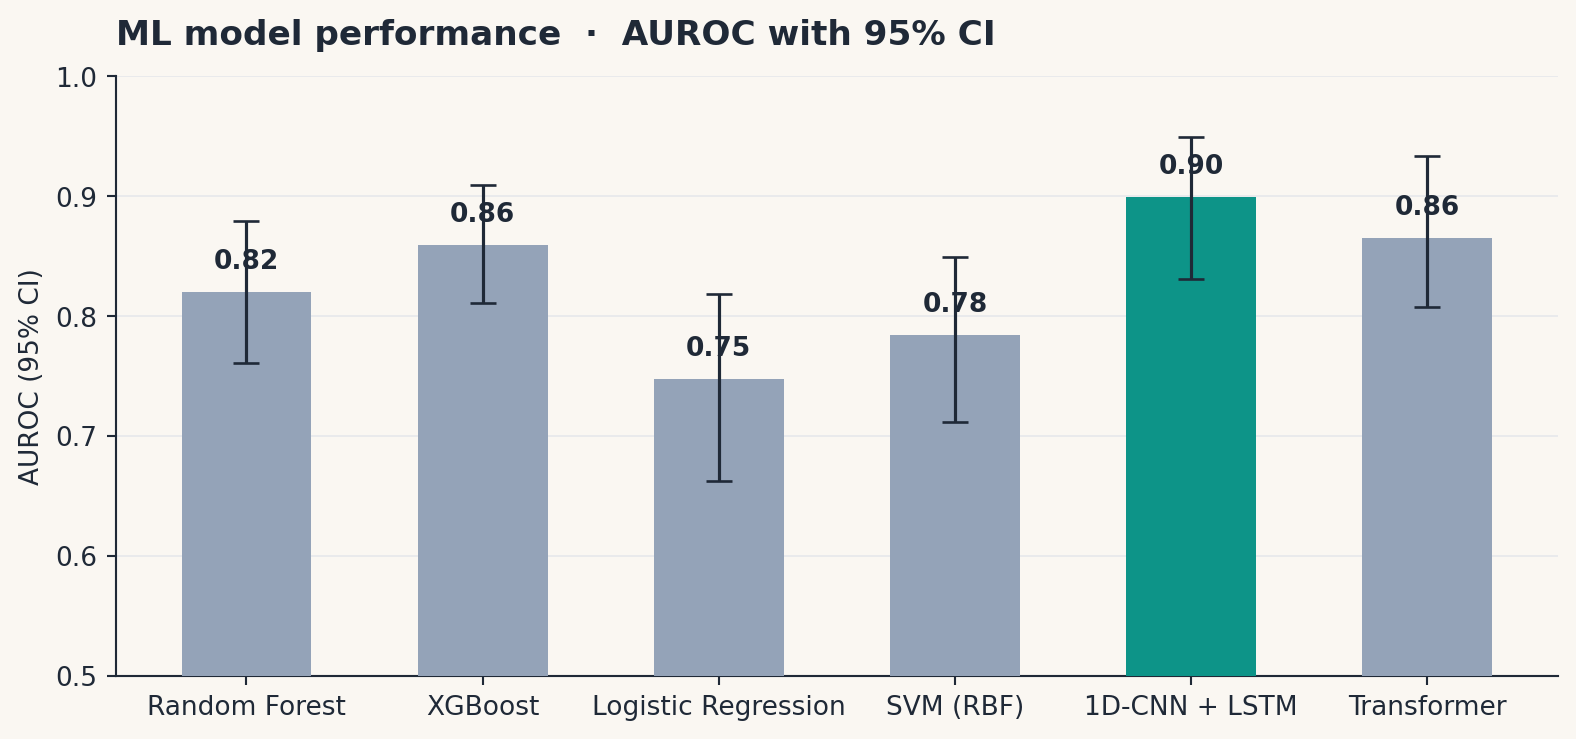 ML model performance · AUROC with 95% CI
AUROC (95% CI)
1.0
0.9
0.8
0.7
0.6
0.5
0.82
0.86
0.75
0.78
0.90
0.86
Random Forest
XGBoost
Logistic Regression
SVM (RBF)
1D-CNN + LSTM
Transformer